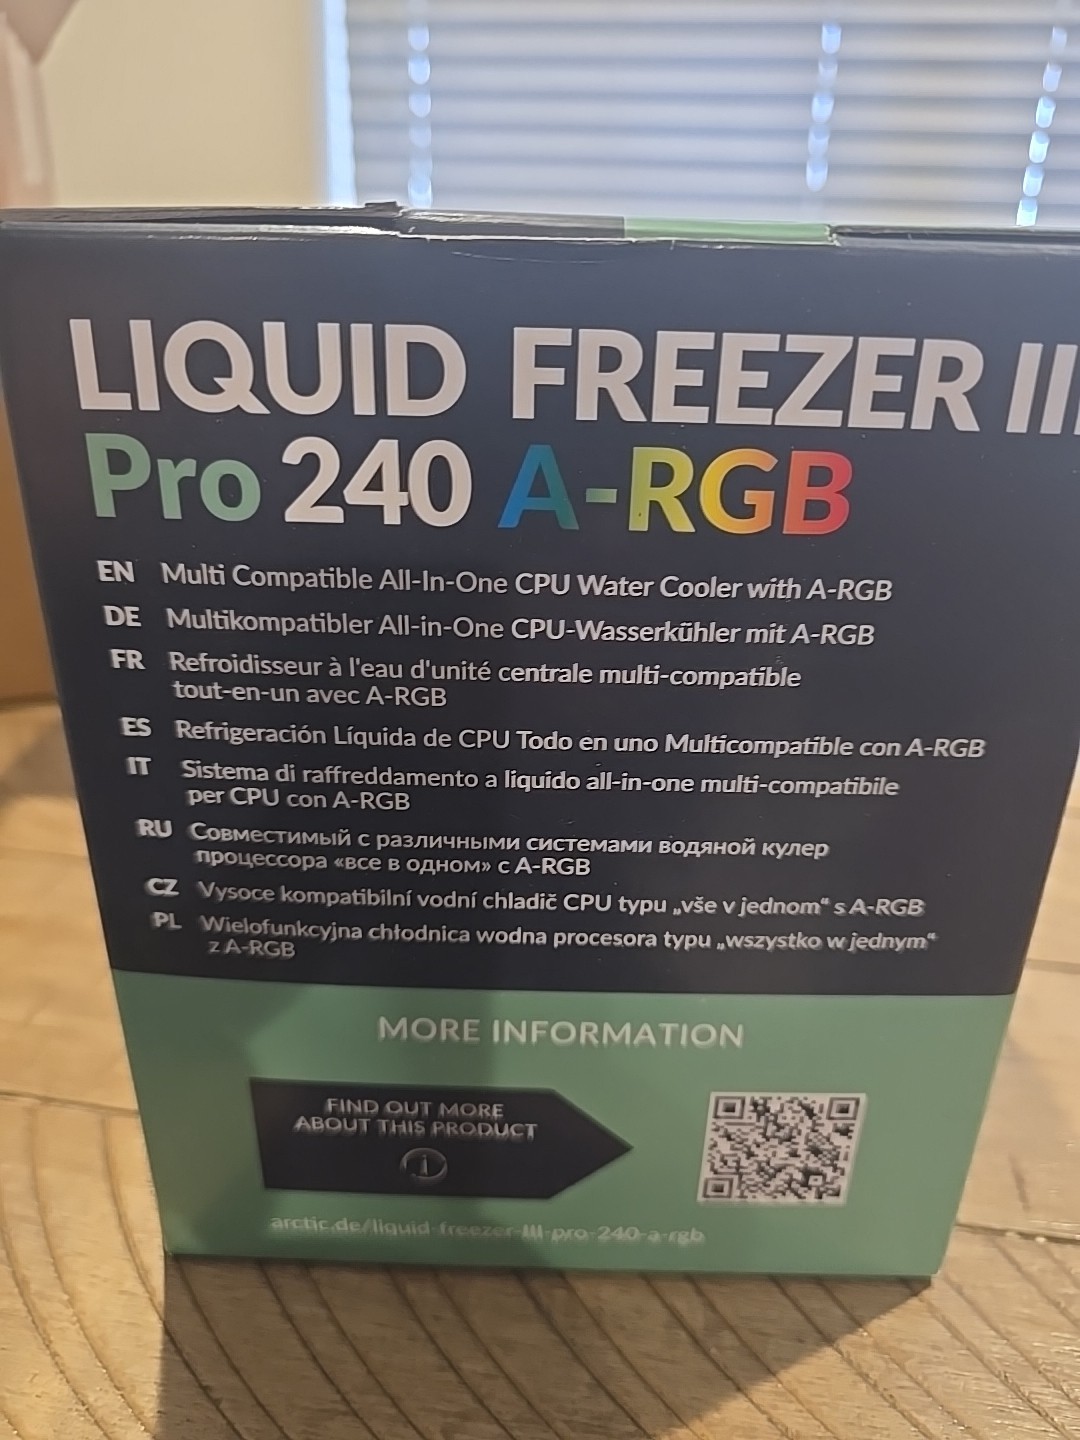 LIQUID FREEZER III
Pro 240 A-RGB
EN Multi Compatible All-In-One CPU Water Cooler with A-RGB
DE Multikompatibler All-in-One CPU-Wasserkühler mit A-RGB
FR Refroidisseur à l'eau d'unité centrale multi-compatible
tout-en-un avec A-RGB
ES Refrigeración Líquida de CPU Todo en uno Multicompatible con A-RGB
IT Sistema di raffreddamento a liquido all-in-one multi-compatibile
per CPU con A-RGB
RU Совместимый с различными системами водяной кулер
процессора «все в одном» с A-RGB
CZ Vysoce kompatibilní vodní chladič CPU typu „vše v jednom“ s A-RGB
PL Wielofunkcyjna chłodnica wodna procesora typu „wszystko w jednym“
z A-RGB
MORE INFORMATION
FIND OUT MORE
ABOUT THIS PRODUCT
i
arctic.de/liquid-freezer-III-pro-240-a-rgb